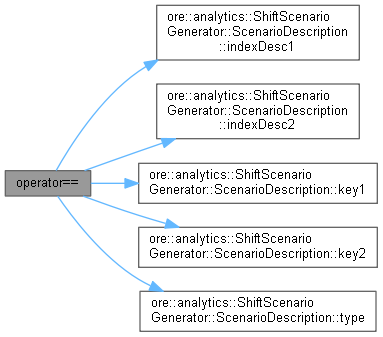 ore::analytics::ShiftScenario
Generator::ScenarioDescription
::indexDesc1
ore::analytics::ShiftScenario
Generator::ScenarioDescription
::indexDesc2
operator==
ore::analytics::ShiftScenario
Generator::ScenarioDescription::key1
ore::analytics::ShiftScenario
Generator::ScenarioDescription::key2
ore::analytics::ShiftScenario
Generator::ScenarioDescription::type